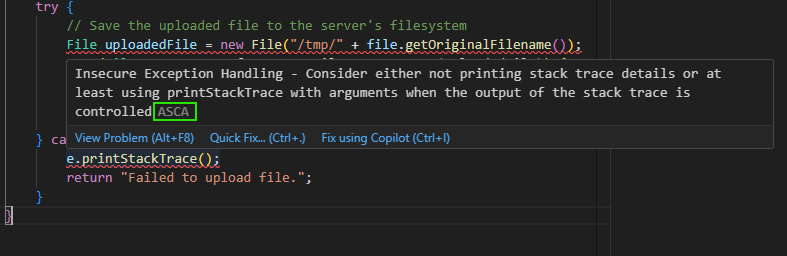 try {
// Save the uploaded file to the server's filesystem
File uploadedFile = new File("/tmp/" + file.getOriginalFilename());
Insecure Exception Handling - Consider either not printing stack trace details or at
least using printStackTrace with arguments when the output of the stack trace is
controlled ASCA
View Problem (Alt+F8) Quick Fix... (Ctrl+.) Fix using Copilot (Ctrl+I)
} ca
e.printStackTrace();
return "Failed to upload file.";
}
}